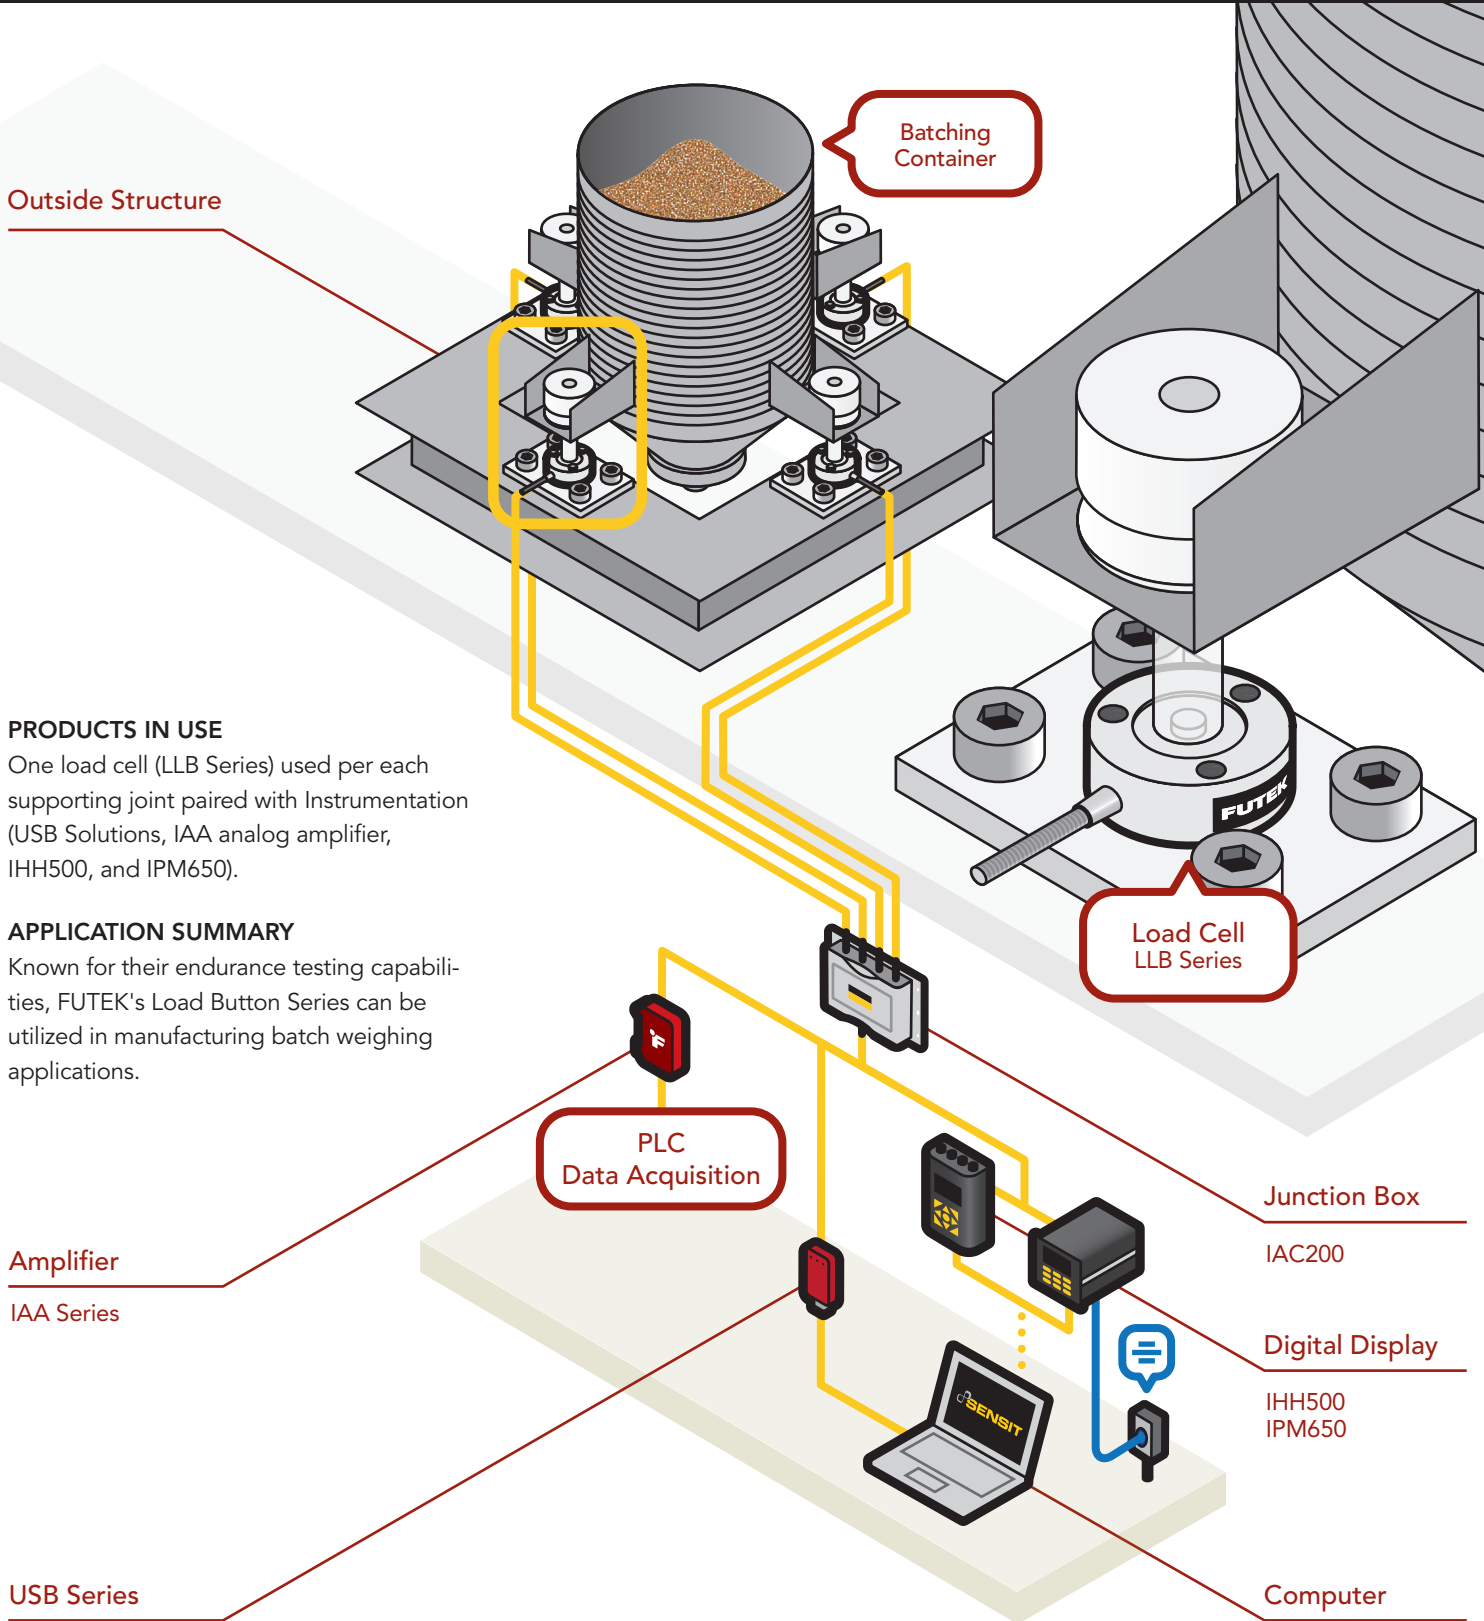 Batching
Container
Outside Structure
FUTEK
Load Cell
LLB Series
PRODUCTS IN USE
One load cell (LLB Series) used per each
supporting joint paired with Instrumentation
(USB Solutions, IAA analog amplifier,
IHH500, and IPM650).
APPLICATION SUMMARY
Known for their endurance testing capabili-
ties, FUTEK's Load Button Series can be
utilized in manufacturing batch weighing
applications.
F
PLC
Data Acquisition
Junction Box
IAC200
Amplifier
IAA Series
Digital Display
IHH500
IPM650
SENSIT
USB Series
Computer